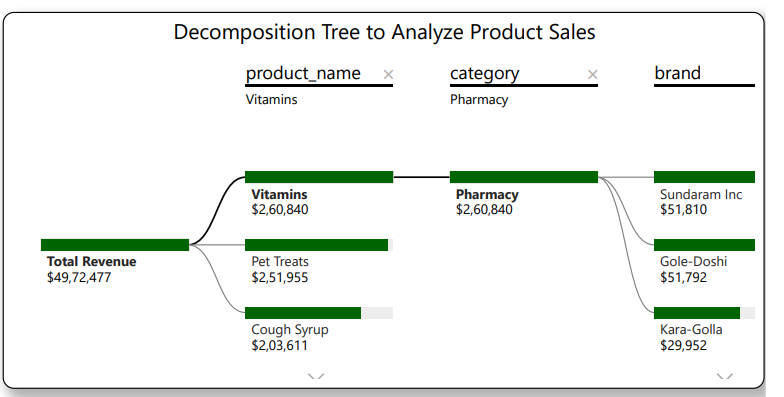 Decomposition Tree to Analyze Product Sales
product_name ×
category ×
brand
Vitamins
Pharmacy
Vitamins
$2,60,840
Pharmacy
$2,60,840
Sundaram Inc
$51,810
Total Revenue
$49,72,477
Pet Treats
$2,51,955
Gole-Doshi
$51,792
Cough Syrup
$2,03,611
Kara-Golla
$29,952